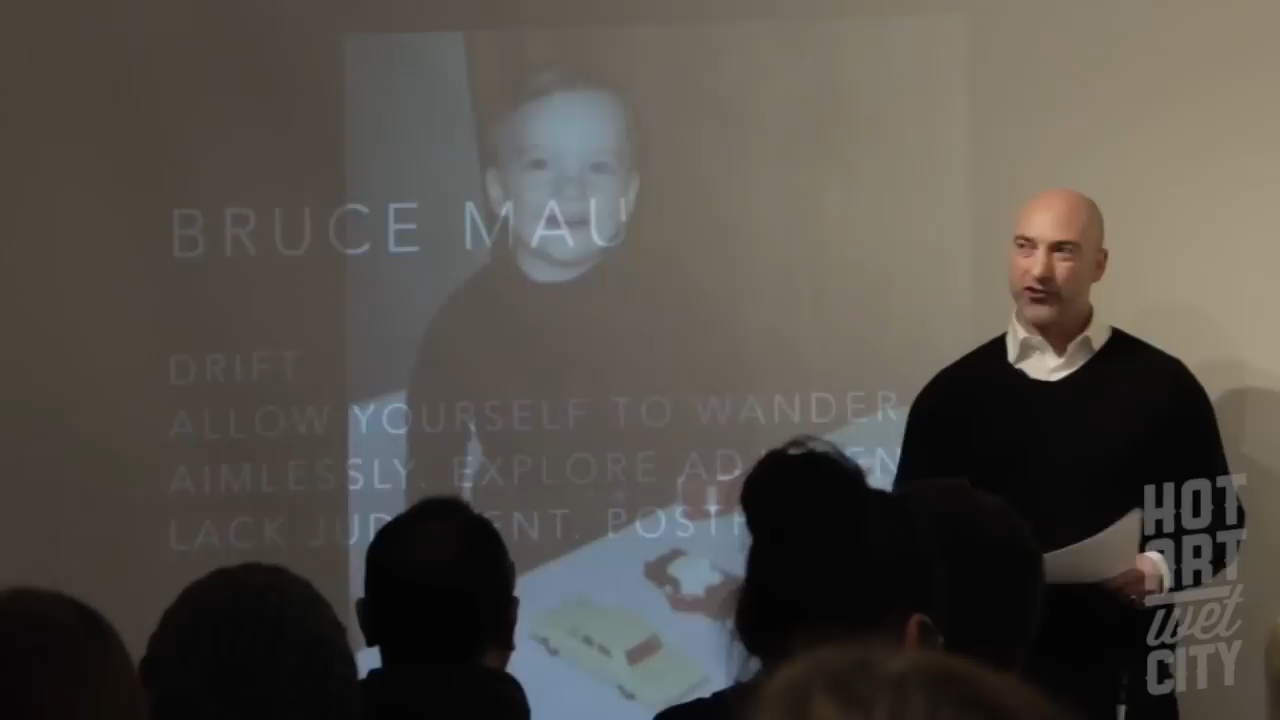 BRUCE MAU
DRIFT
ALLOW YOURSELF TO WANDER
AIMLESSLY. EXPLORE
LACK
HOT
ART
wet
CITY